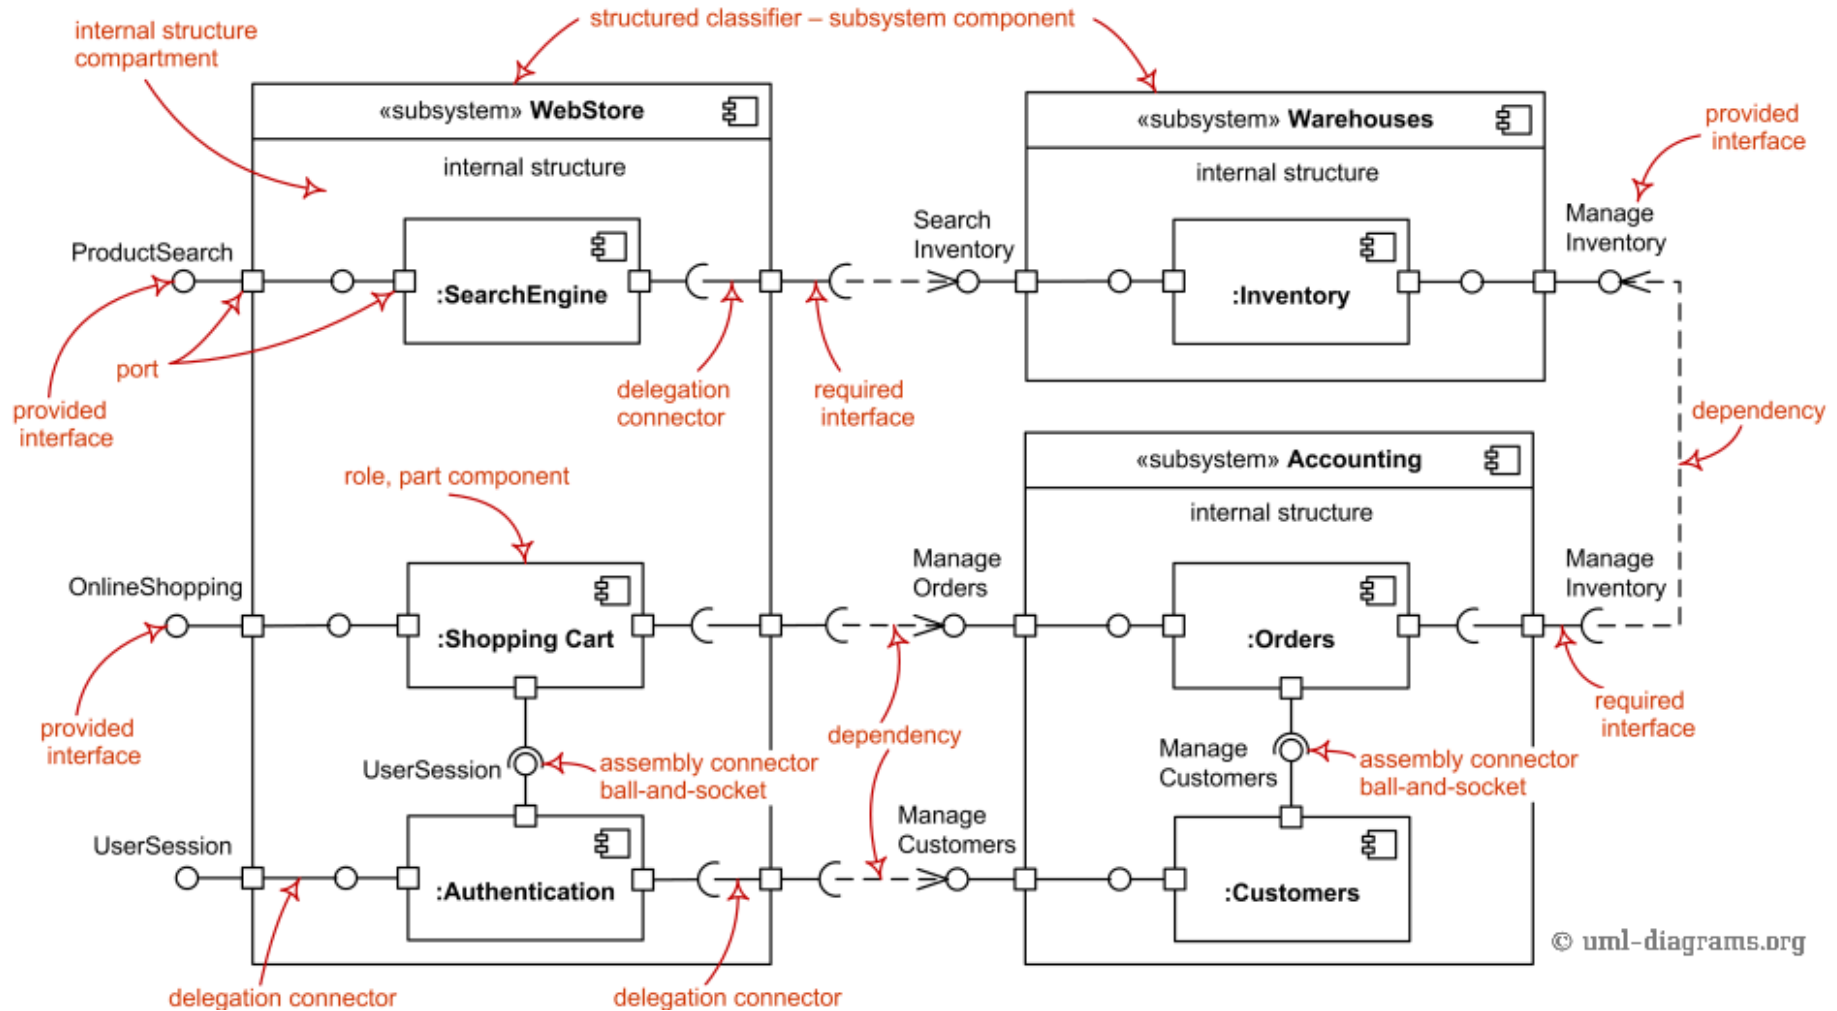 structured classifier – subsystem component
internal structure
compartment
«subsystem» WebStore
internal structure
«subsystem» Warehouses
internal structure
provided
interface
ProductSearch
:SearchEngine
Search
Inventory
:Inventory
Manage
Inventory
port
provided
interface
delegation
connector
required
interface
dependency
role, part component
«subsystem» Accounting
internal structure
OnlineShopping
:Shopping Cart
Manage
Orders
:Orders
Manage
Inventory
provided
interface
dependency
required
interface
UserSession
assembly connector
ball-and-socket
Manage
Customers
assembly connector
ball-and-socket
UserSession
:Authentication
Manage
Customers
:Customers
© uml-diagrams.org
delegation connector
delegation connector